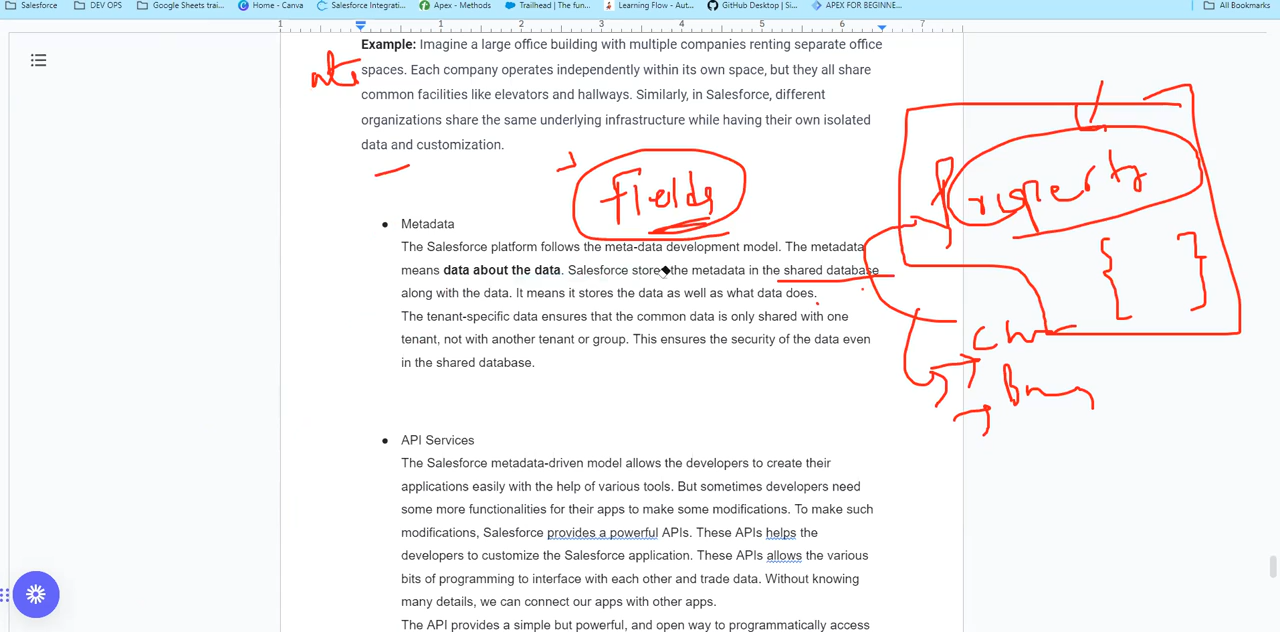 Salesforce DEV OPS Google Sheets trai... Home - Canva Salesforce Integrati... Apex - Methods Trailhead | The fun... Learning Flow - Aut... GitHub Desktop | Si... APEX FOR BEGINNE... All Bookmarks
1 1 2 3 4 5 6 7
Example: Imagine a large office building with multiple companies renting separate office
spaces. Each company operates independently within its own space, but they all share
common facilities like elevators and hallways. Similarly, in Salesforce, different
organizations share the same underlying infrastructure while having their own isolated
data and customization.
Fields
Property
{ }
● Metadata
The Salesforce platform follows the meta-data development model. The metadata
means data about the data. Salesforce store the metadata in the shared database
along with the data. It means it stores the data as well as what data does.
The tenant-specific data ensures that the common data is only shared with one
tenant, not with another tenant or group. This ensures the security of the data even
in the shared database.
● API Services
The Salesforce metadata-driven model allows the developers to create their
applications easily with the help of various tools. But sometimes developers need
some more functionalities for their apps to make some modifications. To make such
modifications, Salesforce provides a powerful APIs. These APIs helps the
developers to customize the Salesforce application. These APIs allows the various
bits of programming to interface with each other and trade data. Without knowing
many details, we can connect our apps with other apps.
The API provides a simple but powerful, and open way to programmatically access